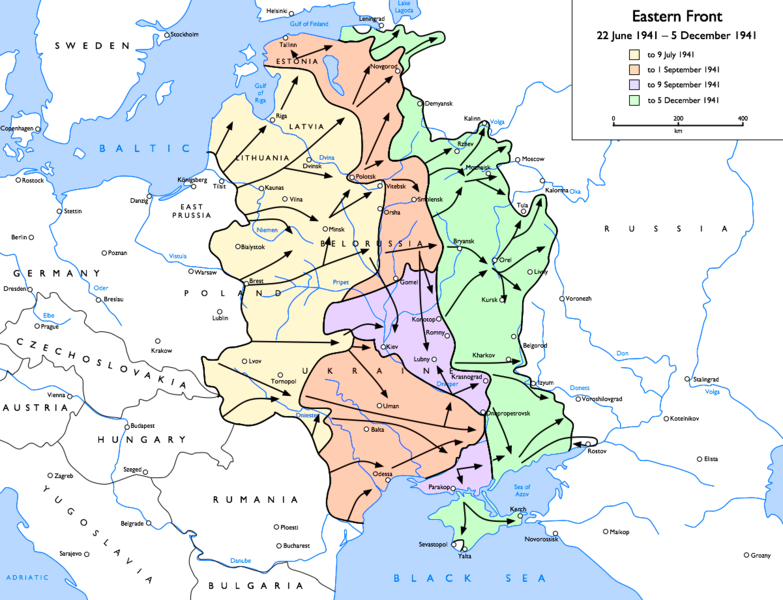 Eastern Front
22 June 1941 – 5 December 1941
to 9 July 1941
to 1 September 1941
to 9 September 1941
to 5 December 1941
0 200 400
km
Helsinki
Lake
Lagoda
Gulf of Finland
Leningrad
SWEDEN
Stockholm
Tallinn
ESTONIA
Novgorod
Gulf
of
Riga
Demyansk
Riga
Kalinn
Volga
LATVIA
Copenhagen
BALTIC
Rzhev
LITHUANIA
Dvina
Dvinsk
Mozhaisk
Moscow
Rostock
Königsberg
Tilsit
Kaunas
Polotsk
Vitebsk
Kalomna
Oka
Danzig
EAST
PRUSSIA
Vilna
Smolensk
Tula
Stettin
Orsha
Niemen
Minsk
RUSSIA
Berlin
Bialystok
BELORUSSIA
Bryansk
Poznan
Vistula
Orel
GERMANY
Warsaw
Livny
Dresden
Oder
Breslau
Brest
Pripet
Gomel
POLAND
Kursk
Voronezh
Elbe
Prague
Lublin
Konotop
Romny
Belgorod
CZECHOSLOVAKIA
Krakow
Kiev
Lubny
Kharkov
Don
Lvov
UKRAINE
Krasnograd
Stalingrad
Tornopol
Dnieper
Izyum
Donets
Volga
Vienna
AUSTRIA
Voroshilovgrad
Uman
Dniester
Dnepropetrovsk
Kotelnikov
Budapest
Baka
HUNGARY
Rostov
Szeged
Elista
Zagreb
Odessa
Parakop
Sea of
Azov
YUGOSLAVIA
RUMANIA
Kerch
Belgrade
Ploesti
Novorossisk
Maikop
Bucharest
Sevastopol
Yalta
Sarajevo
Grozny
Danube
ADRIATIC
BULGARIA
BLACK SEA